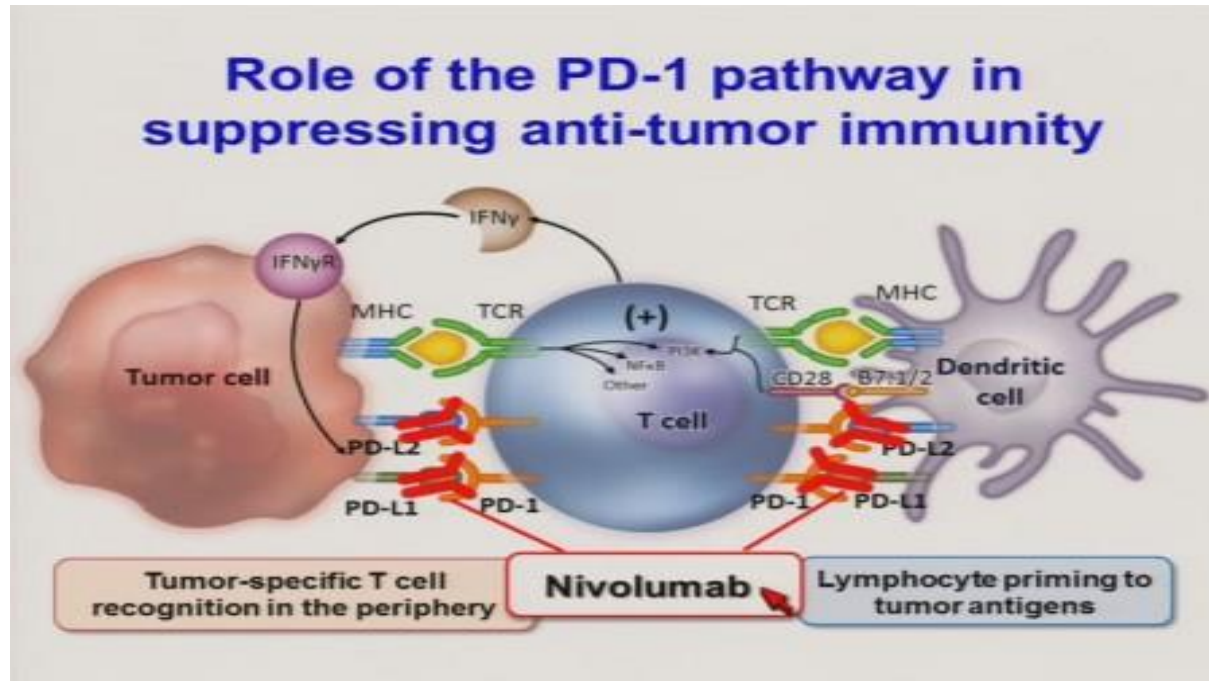 Role of the PD-1 pathway in
suppressing anti-tumor immunity
IFNγ
IFNγR
MHC
TCR
(+)
TCR
MHC
PI3K
NFκB
Other
Tumor cell
T cell
CD28
B7.1/2
Dendritic
cell
PD-L2
PD-L2
PD-L1
PD-1
PD-1
PD-L1
Tumor-specific T cell
recognition in the periphery
Nivolumab
Lymphocyte priming to
tumor antigens